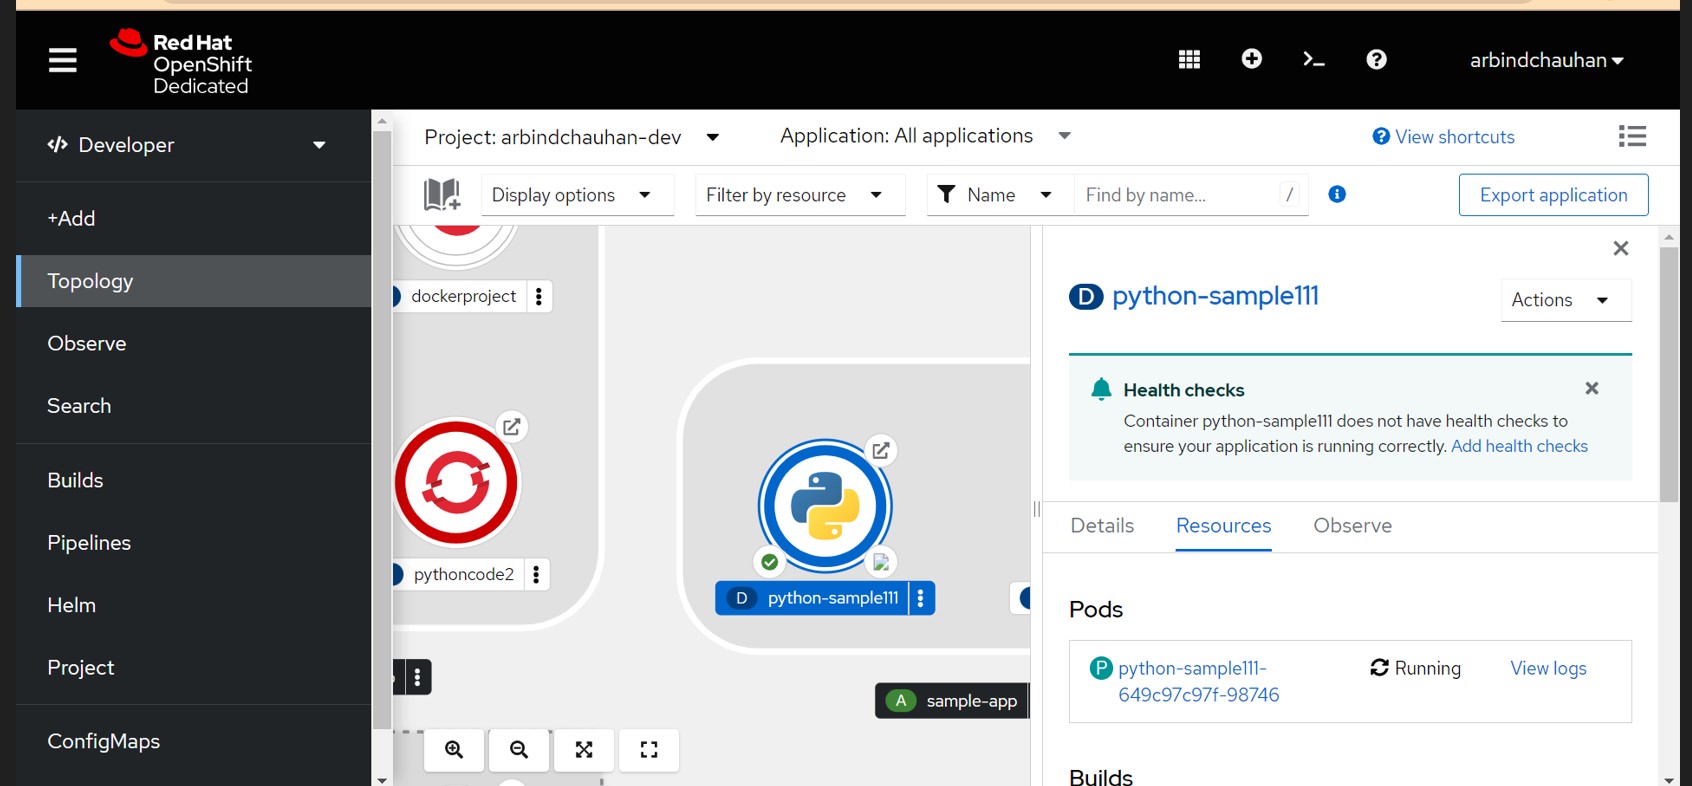 Red Hat
OpenShift
Dedicated
arbindchauhan
Developer
+Add
Topology
Observe
Search
Builds
Pipelines
Helm
Project
ConfigMaps
Project: arbindchauhan-dev
Application: All applications
View shortcuts
Display options
Filter by resource
Name
Find by name...
/
Export application
dockerproject
pythoncode2
D python-sample111
A sample-app
D python-sample111
Actions
Health checks
Container python-sample111 does not have health checks to
ensure your application is running correctly. Add health checks
Details
Resources
Observe
Pods
P python-sample111-
649c97c97f-98746
Running
View logs
Builds